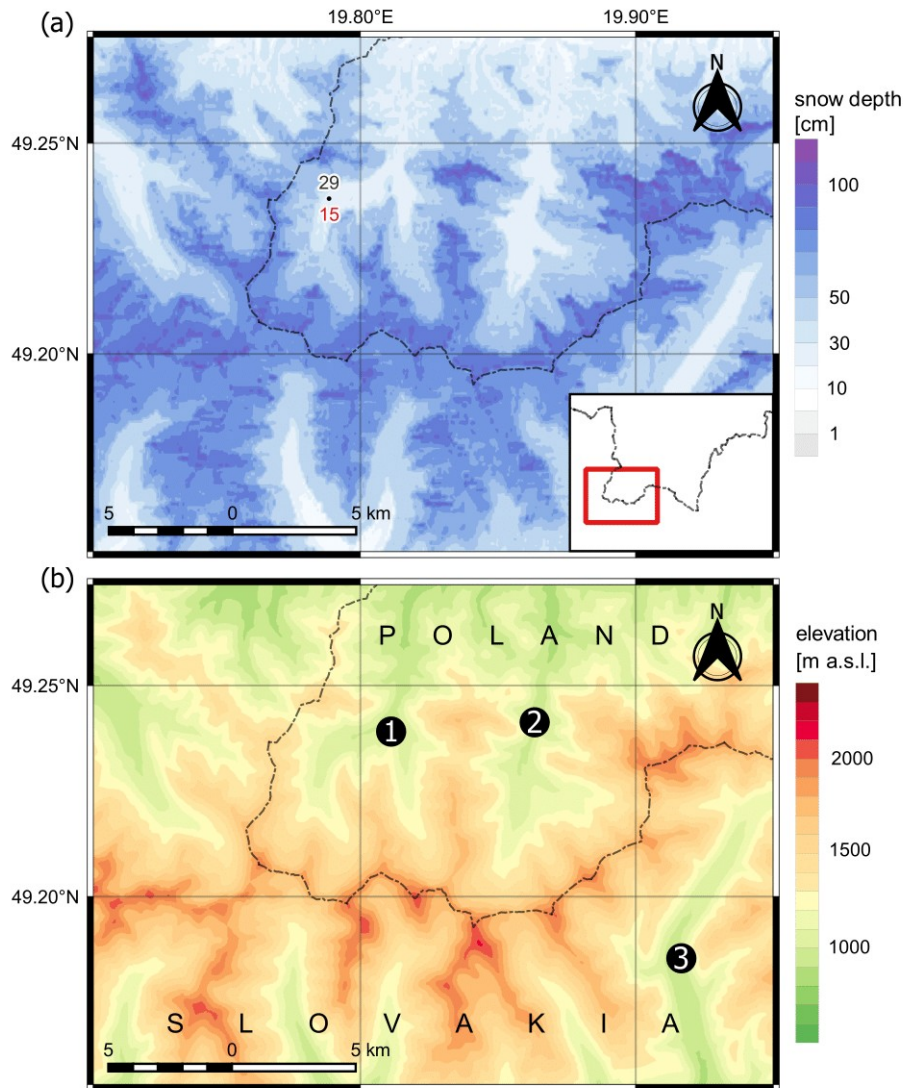 (a)
19.80°E 19.90°E
N
snow depth
[cm]
49.25°N
29
15
100
50
49.20°N
30
10
1
5 0 5 km
(b)
N
P O L A N D
elevation
[m a.s.l.]
49.25°N
1
2
2000
1500
49.20°N
1000
3
S L O V A K I A
5 0 5 km